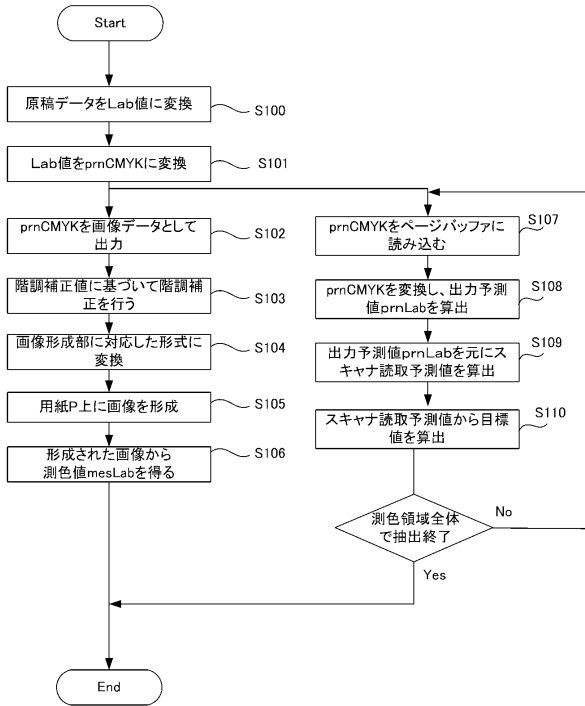 Start
原稿データをLab値に変換
S100
Lab値をprnCMYKに変換
S101
prnCMYKを画像データとして
出力
S102
階調補正値に基づいて階調補
正を行う
S103
画像形成部に対応した形式に
変換
S104
用紙P上に画像を形成
S105
形成された画像から
測色値mesLabを得る
S106
prnCMYKをページバッファに
読み込む
S107
prnCMYKを変換し、出力予測
値prnLabを算出
S108
出力予測値prnLabを元にス
キャナ読取予測値を算出
S109
スキャナ読取予測値から目標
値を算出
S110
測色領域全体
で抽出終了
No
Yes
End